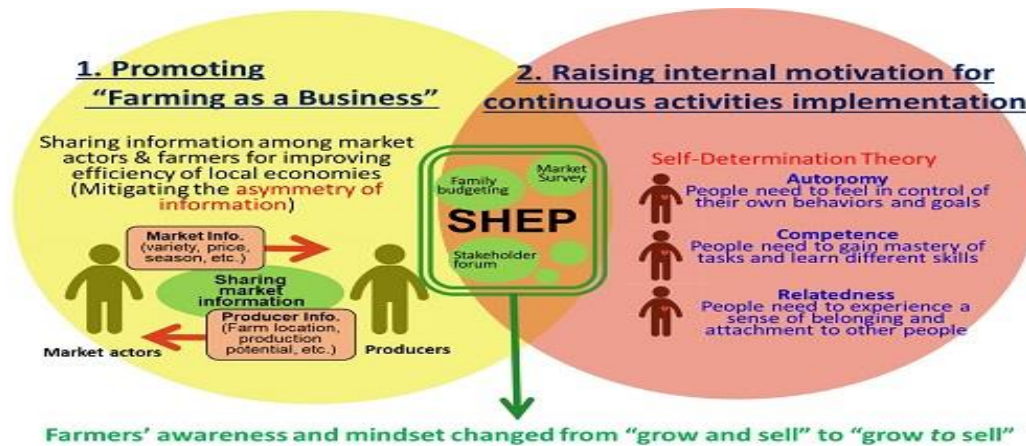 1. Promoting
“Farming as a Business”
Sharing information among market
actors & farmers for improving
efficiency of local economies
(Mitigating the asymmetry of
information)
Market Info.
(variety, price,
season, etc.)
Sharing
market
information
Producer Info.
(Farm location,
production
potential, etc.)
Market actors
Producers
Family
budgeting
Market
Survey
SHEP
Stakeholder
forum
2. Raising internal motivation for
continuous activities implementation
Self-Determination Theory
Autonomy
People need to feel in control of
their own behaviors and goals
Competence
People need to gain mastery of
tasks and learn different skills
Relatedness
People need to experience a
sense of belonging and
attachment to other people
Farmers’ awareness and mindset changed from “grow and sell” to “grow to sell”